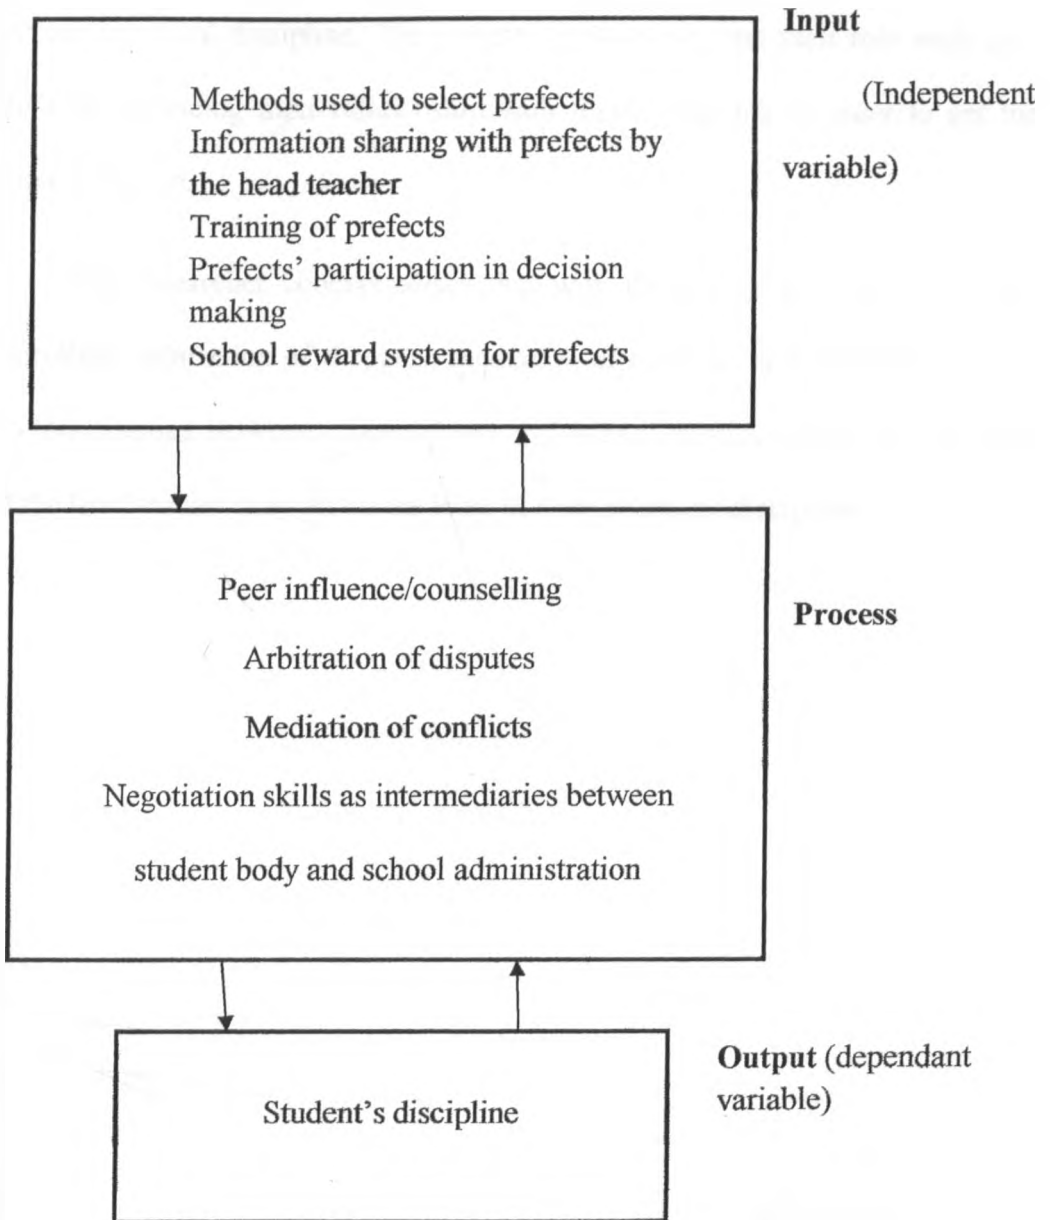 Input
(Independent
variable)
Methods used to select prefects
Information sharing with prefects by
the head teacher
Training of prefects
Prefects’ participation in decision
making
School reward system for prefects
Peer influence/counselling
Arbitration of disputes
Mediation of conflicts
Negotiation skills as intermediaries between
student body and school administration
Process
Student’s discipline
Output (dependant
variable)